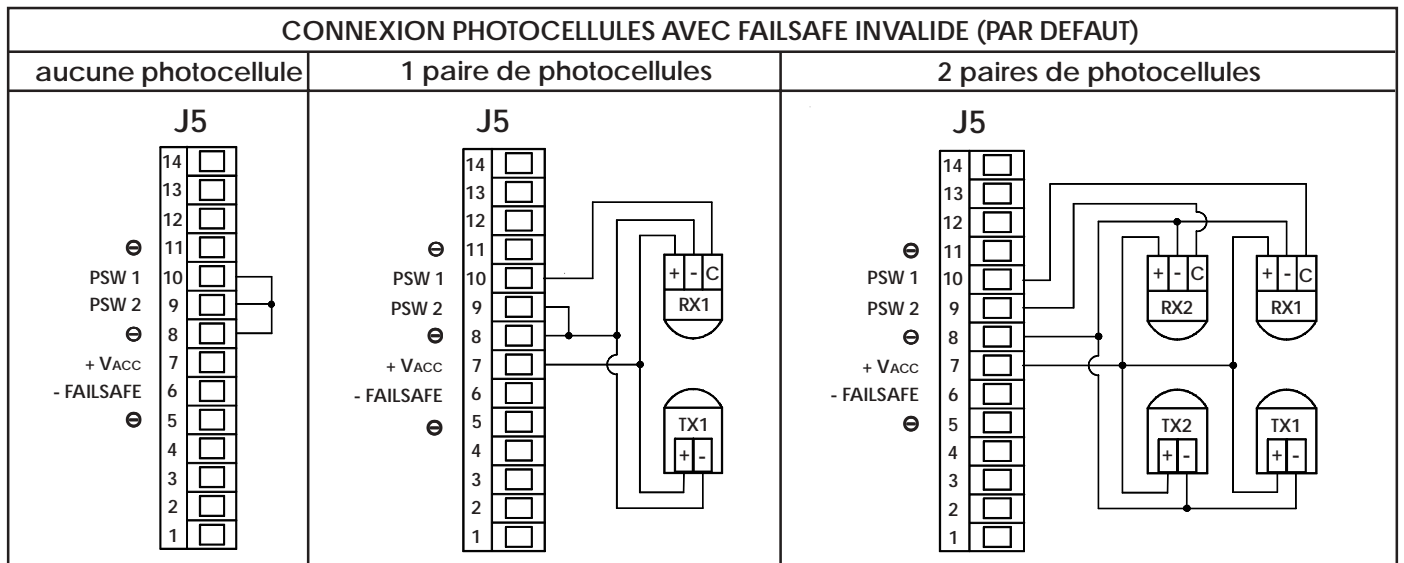 CONNEXION PHOTOCELLULES AVEC FAILSAFE INVALIDE (PAR DEFAUT)
aucune photocellule
1 paire de photocellules
2 paires de photocellules
J5
14
13
12
⊖ 11
PSW 1 10
PSW 2 9
⊖ 8
+ VACC 7
- FAILSAFE 6
⊖ 5
4
3
2
1
J5
14
13
12
⊖ 11
PSW 1 10
PSW 2 9
⊖ 8
+ VACC 7
- FAILSAFE 6
⊖ 5
4
3
2
1
+ - C
RX1
TX1
+ -
J5
14
13
12
⊖ 11
PSW 1 10
PSW 2 9
⊖ 8
+ VACC 7
- FAILSAFE 6
⊖ 5
4
3
2
1
+ - C
RX2
+ - C
RX1
TX2
+ -
TX1
+ -